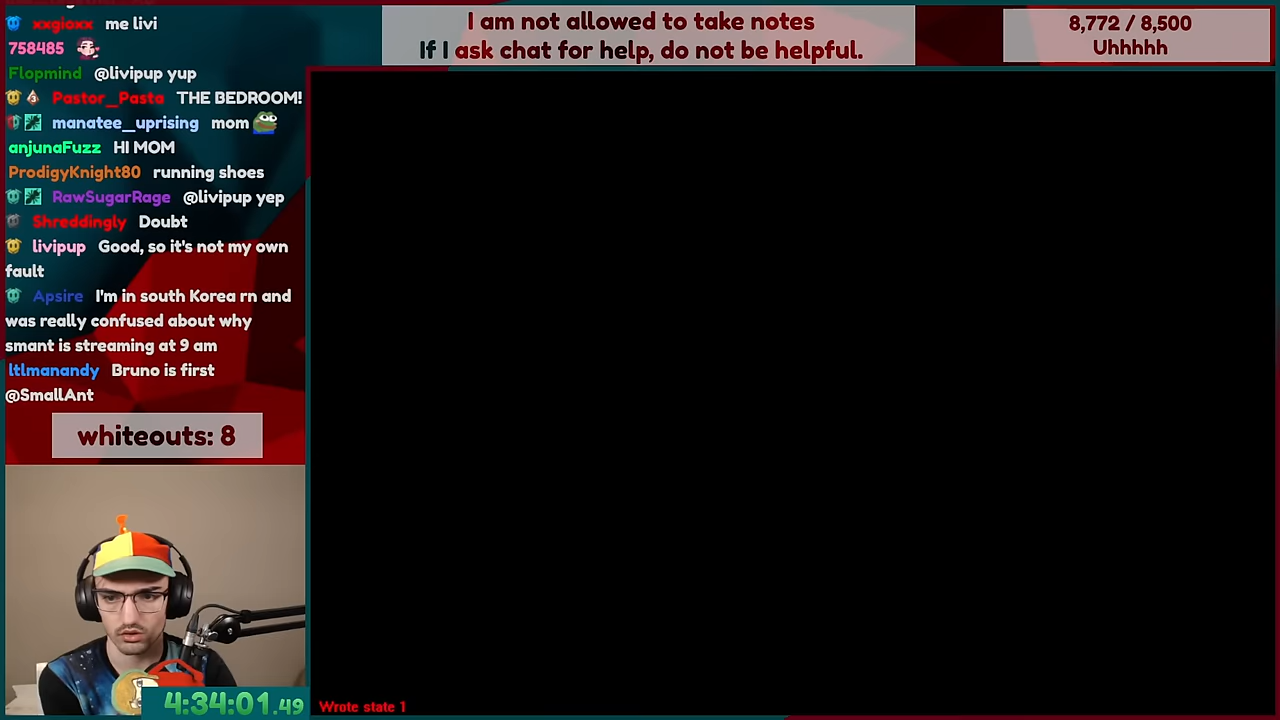 xxgioxx me livi
758485
Flopmind @livipup yup
Pastor_Pasta THE BEDROOM!
manatee_uprising mom
anjunaFuzz HI MOM
ProdigyKnight80 running shoes
RawSugarRage @livipup yep
Shreddingly Doubt
livipup Good, so it's not my own
fault
Apsire I'm in south Korea rn and
was really confused about why
smant is streaming at 9 am
ltlmanandy Bruno is first
@SmallAnt
whiteouts: 8
4:34:01.49
I am not allowed to take notes
If I ask chat for help, do not be helpful.
8,772 / 8,500
Uhhhhh
Wrote state 1